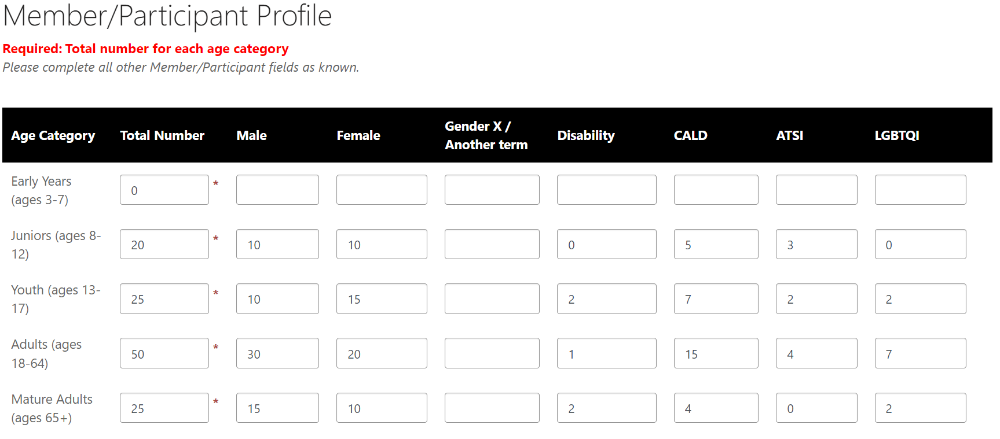 Member/Participant Profile
Required: Total number for each age category
Please complete all other Member/Participant fields as known.
Age Category Total Number Male Female Gender X / Another term Disability CALD ATSI LGBTQI
Early Years (ages 3-7) 0 *
Juniors (ages 8-12) 20 * 10 10 0 5 3 0
Youth (ages 13-17) 25 * 10 15 2 7 2 2
Adults (ages 18-64) 50 * 30 20 1 15 4 7
Mature Adults (ages 65+) 25 * 15 10 2 4 0 2